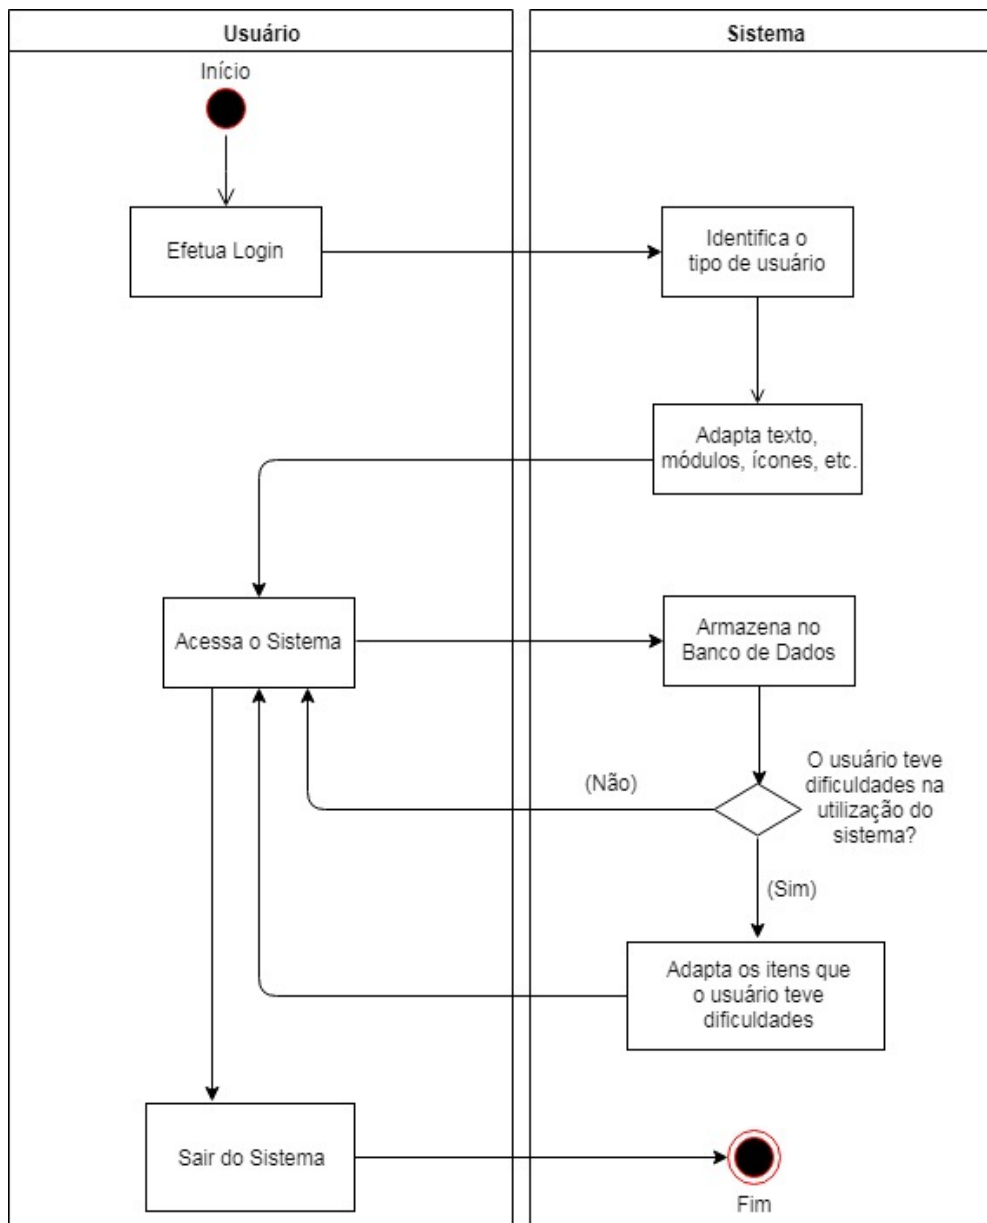 Usuário
Sistema
Início
Efetua Login
Identifica o
tipo de usuário
Adapta texto,
módulos, ícones, etc.
Acessa o Sistema
Armazena no
Banco de Dados
O usuário teve
dificuldades na
utilização do
sistema?
(Não)
(Sim)
Adapta os itens que
o usuário teve
dificuldades
Sair do Sistema
Fim